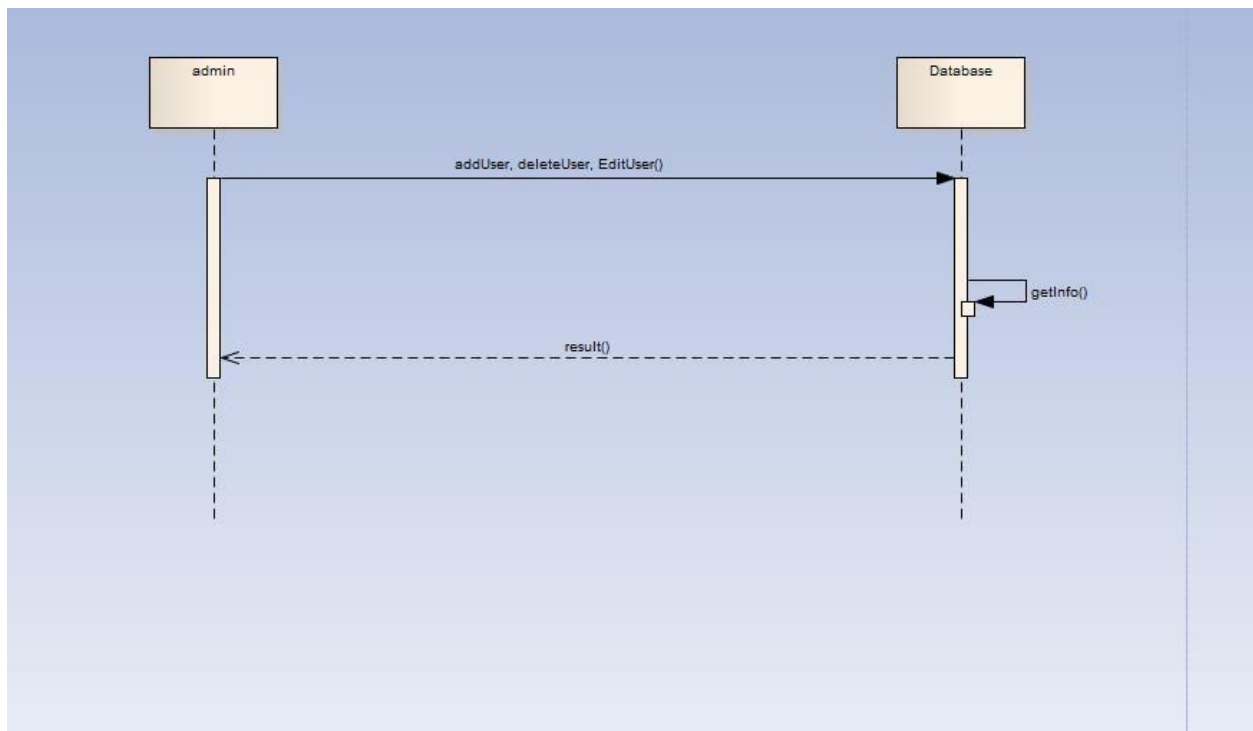 admin
Database
addUser, deleteUser, EditUser()
getInfo()
result()